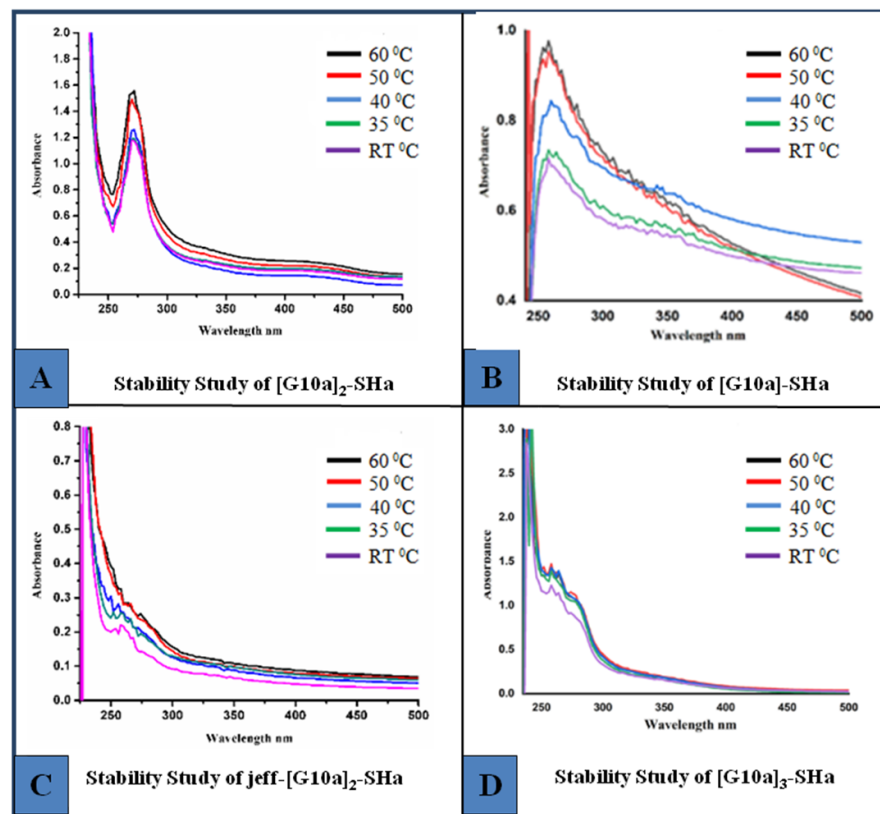 2.0
1.8
1.6
1.4
1.2
1.0
0.8
0.6
0.4
0.2
0.0
Absorbance
250 300 350 400 450 500
Wavelength nm
60 ⁰C
50 ⁰C
40 ⁰C
35 ⁰C
RT ⁰C
A
Stability Study of [G10a]₂-SHa
1.0
0.8
0.6
0.4
Absorbance
250 300 350 400 450 500
Wavelength nm
60 ⁰C
50 ⁰C
40 ⁰C
35 ⁰C
RT ⁰C
B
Stability Study of [G10a]-SHa
0.8
0.7
0.6
0.5
0.4
0.3
0.2
0.1
0.0
Absorbance
250 300 350 400 450 500
Wavelength nm
60 ⁰C
50 ⁰C
40 ⁰C
35 ⁰C
RT ⁰C
C
Stability Study of jeff-[G10a]₂-SHa
3.0
2.5
2.0
1.5
1.0
0.5
0.0
Absorbance
250 300 350 400 450 500
Wavelength nm
60 ⁰C
50 ⁰C
40 ⁰C
35 ⁰C
RT ⁰C
D
Stability Study of [G10a]₃-SHa